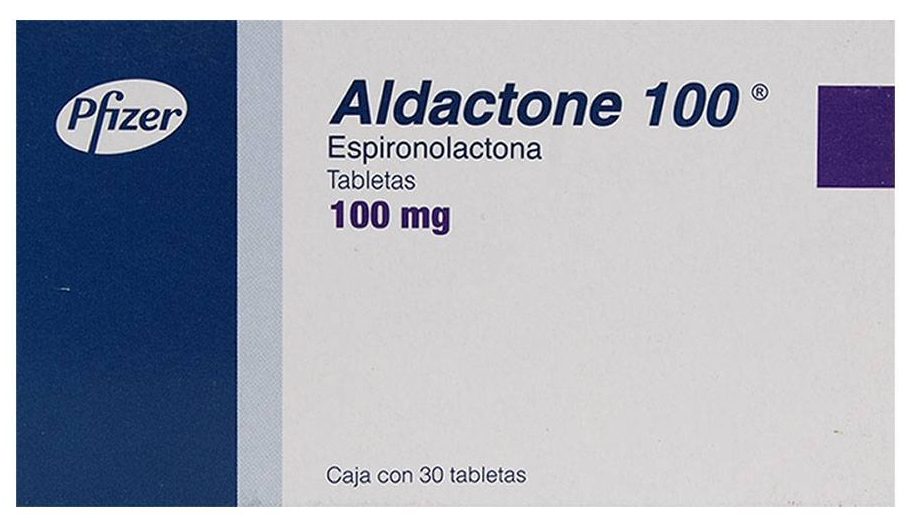 Pfizer
Aldactone 100 ®
Espironolactona
Tabletas
100 mg
Caja con 30 tabletas